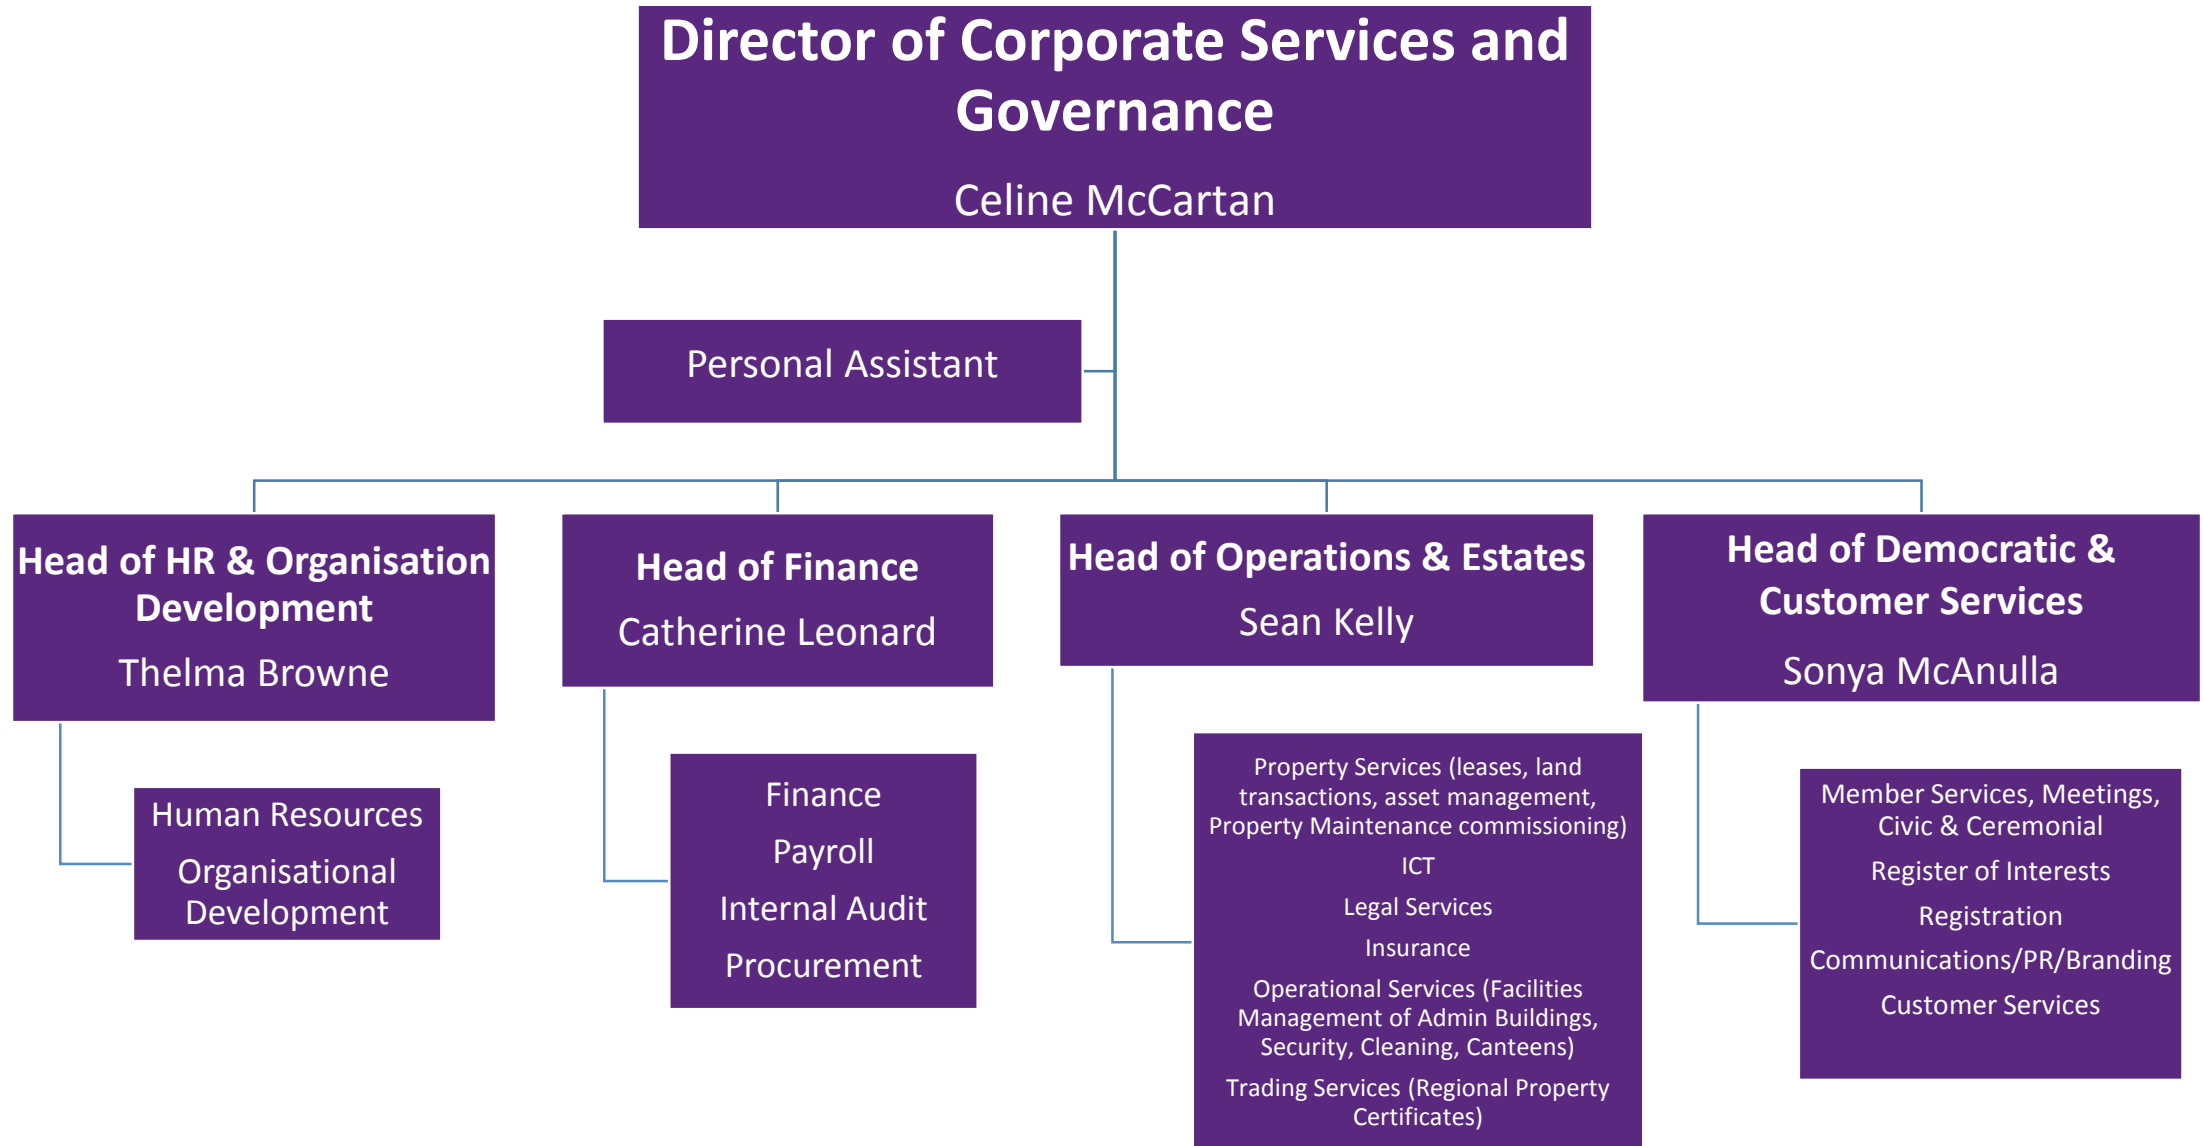 Director of Corporate Services and
Governance
Celine McCartan
Personal Assistant
Head of HR & Organisation
Development
Thelma Browne
Head of Finance
Catherine Leonard
Head of Operations & Estates
Sean Kelly
Head of Democratic &
Customer Services
Sonya McAnulla
Human Resources
Organisational
Development
Finance
Payroll
Internal Audit
Procurement
Property Services (leases, land
transactions, asset management,
Property Maintenance commissioning)
ICT
Legal Services
Insurance
Operational Services (Facilities
Management of Admin Buildings,
Security, Cleaning, Canteens)
Trading Services (Regional Property
Certificates)
Member Services, Meetings,
Civic & Ceremonial
Register of Interests
Registration
Communications/PR/Branding
Customer Services